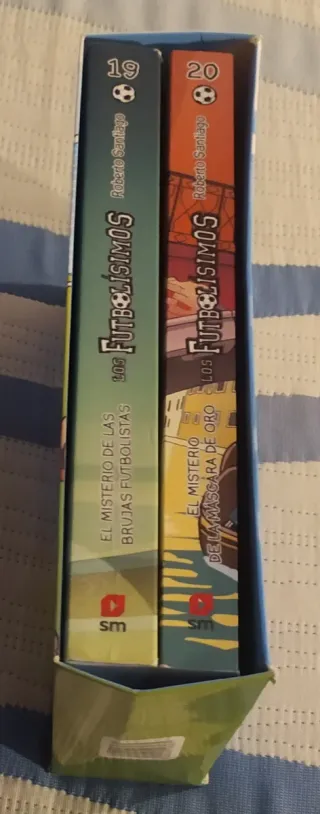 19
Roberto Santiago
LOS FUTBOLÍSIMOS
EL MISTERIO DE LAS
BRUJAS FUTBOLISTAS
sm
20
Roberto Santiago
LOS FUTBOLÍSIMOS
EL MISTERIO
DE LA MÁSCARA DE ORO
sm